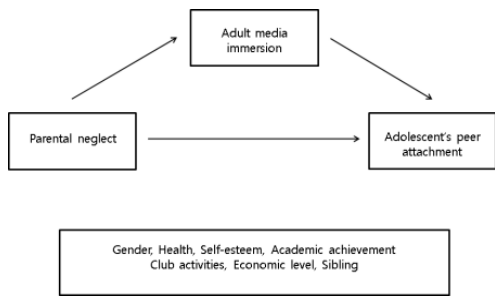 Adult media
immersion
Parental neglect
Adolescent's peer
attachment
Gender, Health, Self-esteem, Academic achievement
Club activities, Economic level, Sibling